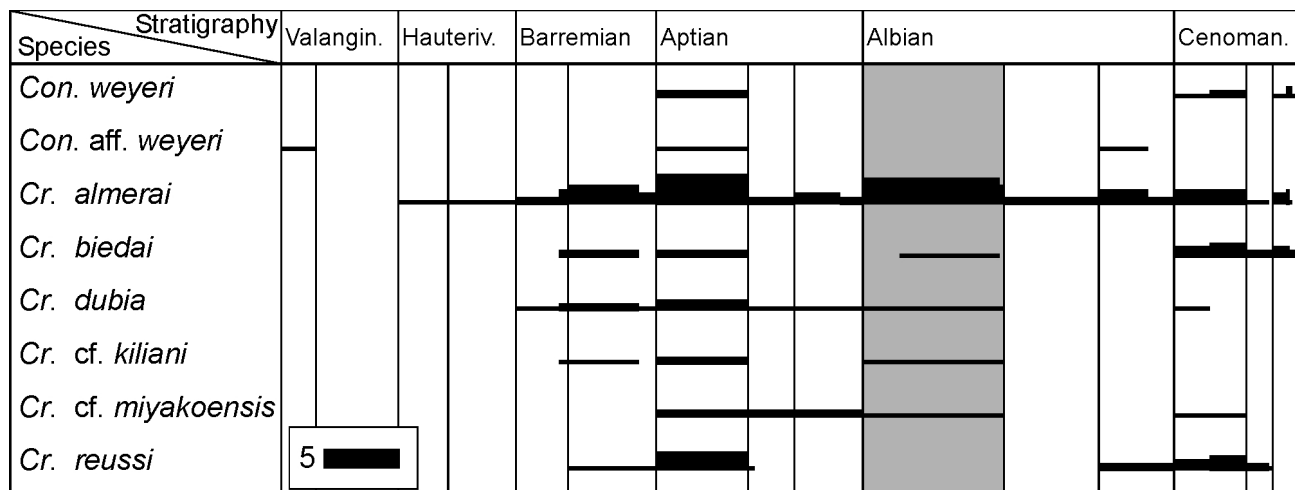 Stratigraphy
Species
Valangin. Hauteriv. Barremian Aptian Albian Cenoman.
Con. weyeri
Con. aff. weyeri
Cr. almerai
Cr. biedai
Cr. dubia
Cr. cf. kiliani
Cr. cf. miyakoensis
Cr. reussi
5